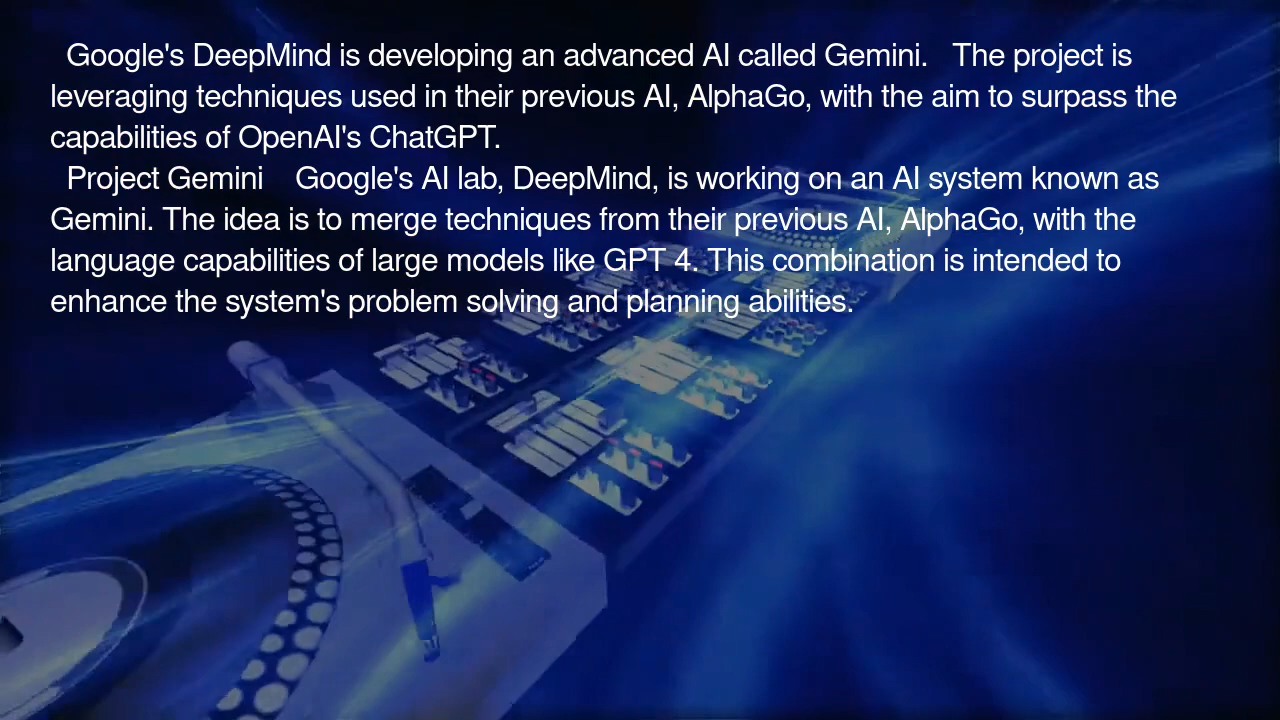 Google's DeepMind is developing an advanced AI called Gemini.   The project is
leveraging techniques used in their previous AI, AlphaGo, with the aim to surpass the
capabilities of OpenAI's ChatGPT.
Project Gemini    Google's AI lab, DeepMind, is working on an AI system known as
Gemini. The idea is to merge techniques from their previous AI, AlphaGo, with the
language capabilities of large models like GPT 4. This combination is intended to
enhance the system's problem solving and planning abilities.